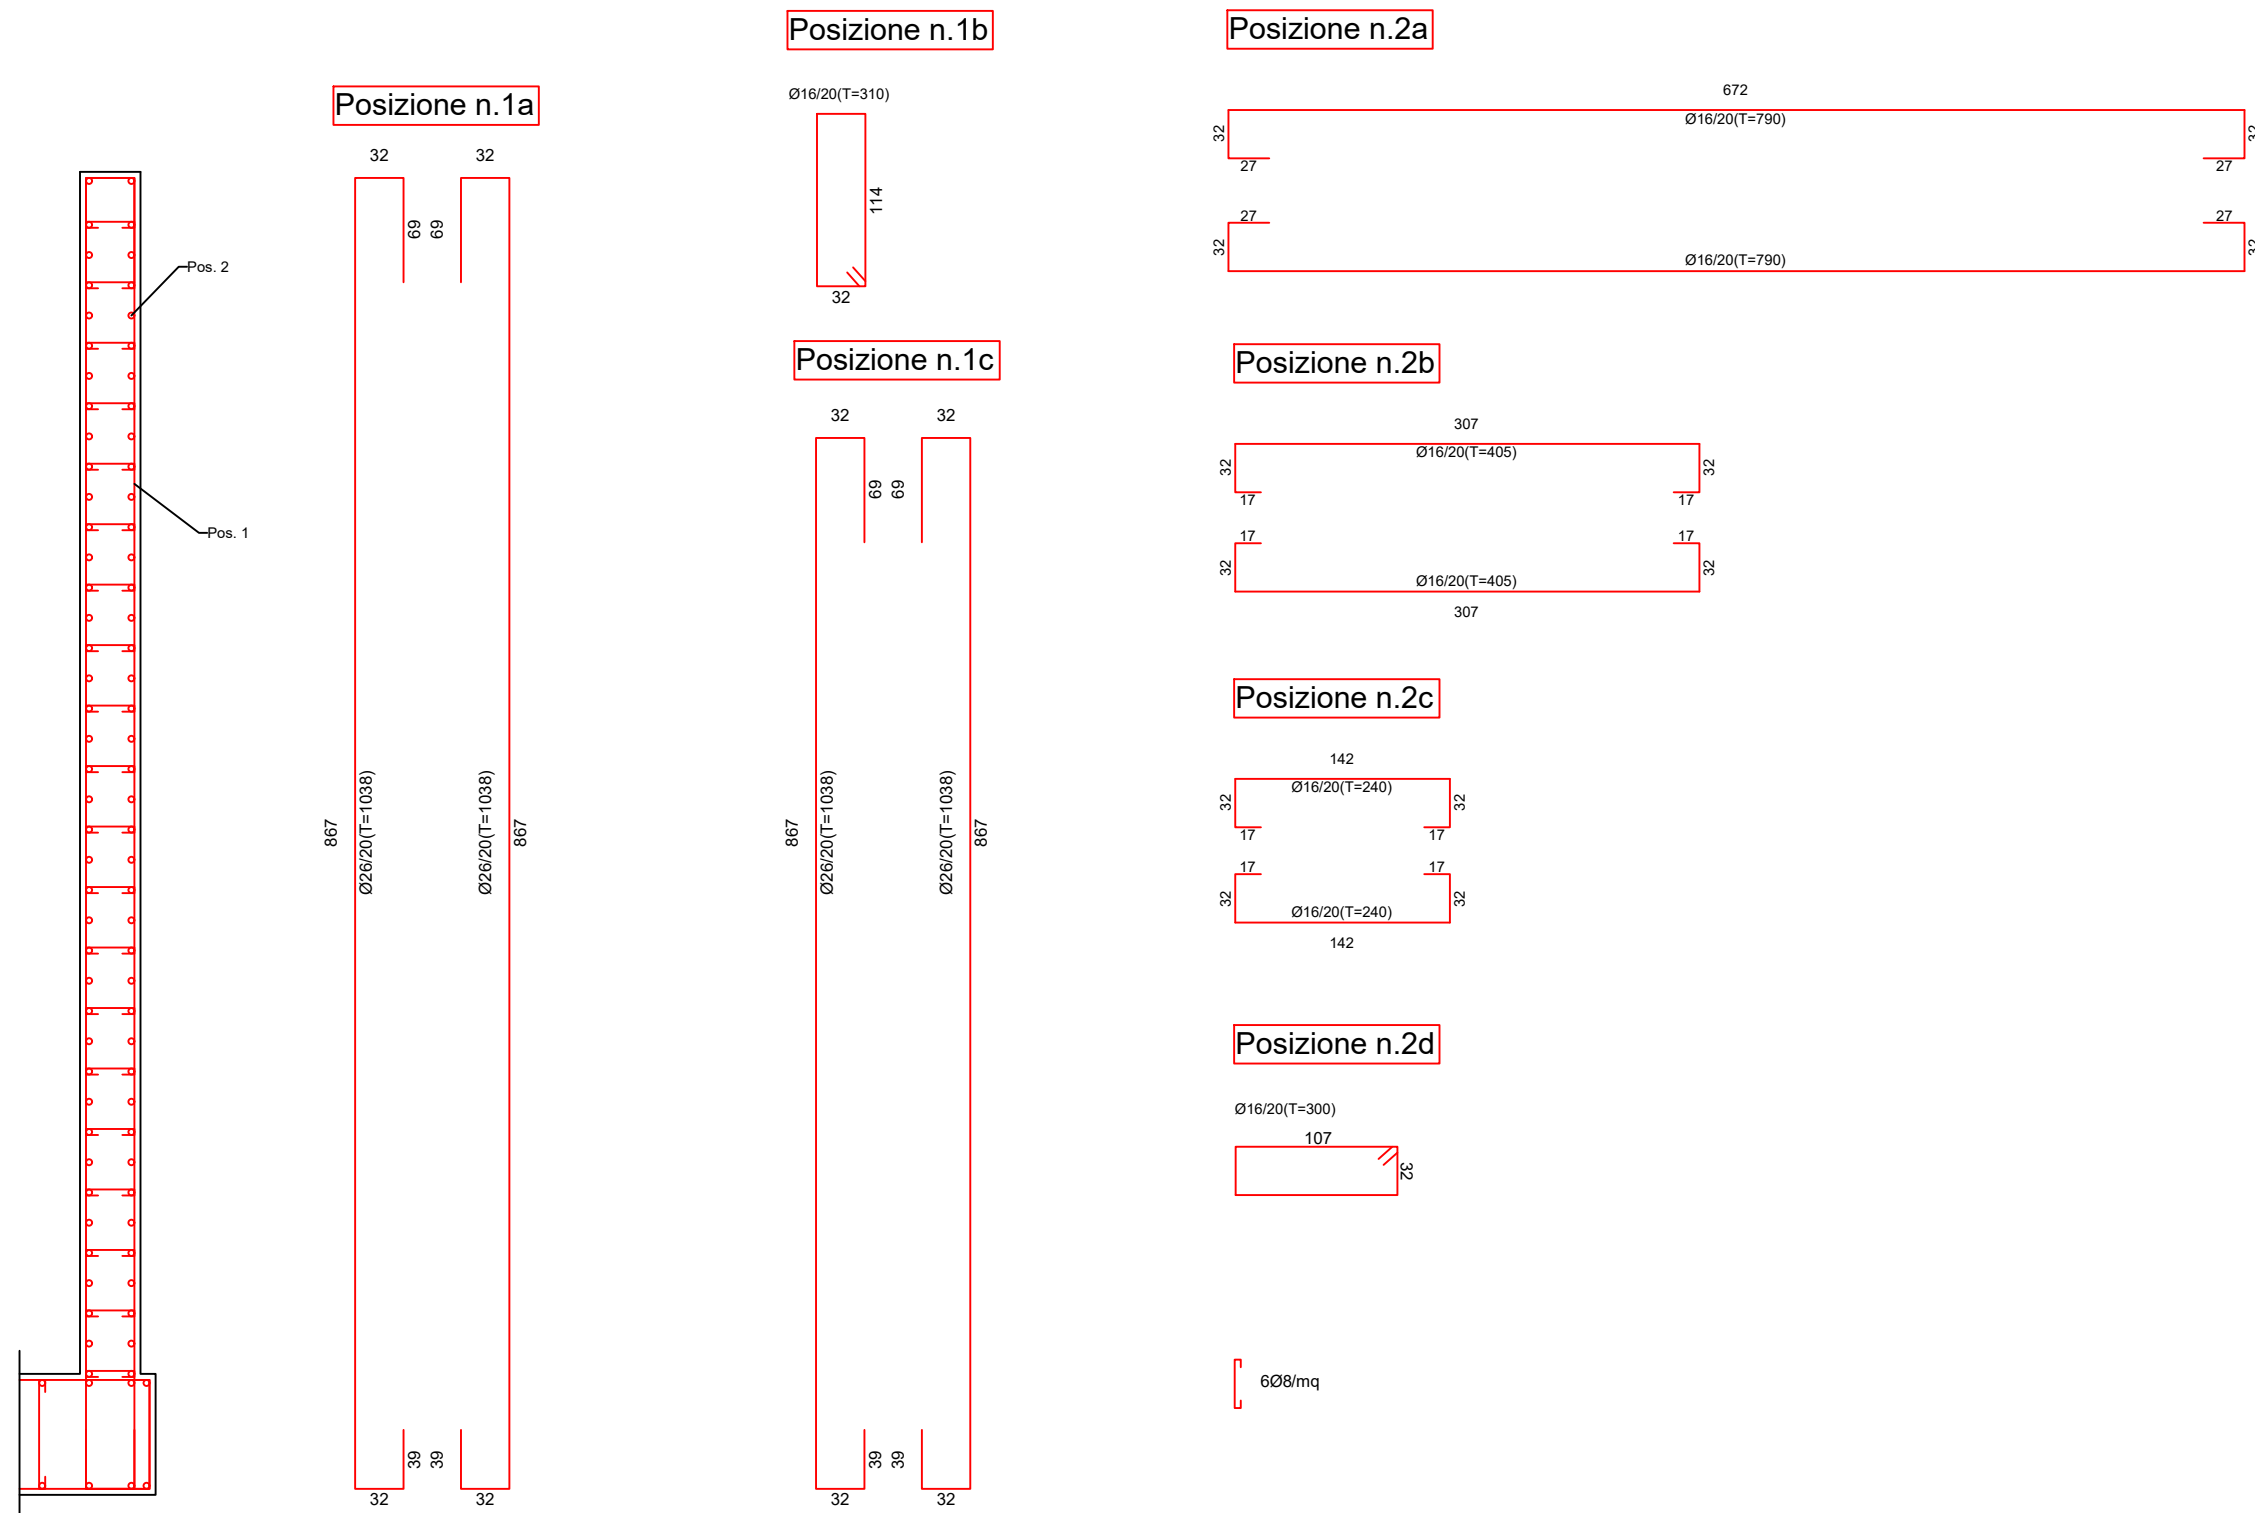 Pos. 2
Pos. 1
Posizione n.1a
32
32
69
69
867
Ø26/20(T=1038)
Ø26/20(T=1038)
867
39
39
32
32
Posizione n.1b
Ø16/20(T=310)
114
32
Posizione n.1c
32
32
69
69
867
Ø26/20(T=1038)
Ø26/20(T=1038)
867
39
39
32
32
Posizione n.2a
672
Ø16/20(T=790)
32
32
27
27
27
27
32
32
Ø16/20(T=790)
Posizione n.2b
307
Ø16/20(T=405)
32
32
17
17
17
17
32
32
Ø16/20(T=405)
307
Posizione n.2c
142
Ø16/20(T=240)
32
32
17
17
17
17
32
32
Ø16/20(T=240)
142
Posizione n.2d
Ø16/20(T=300)
107
32
6Ø8/mq